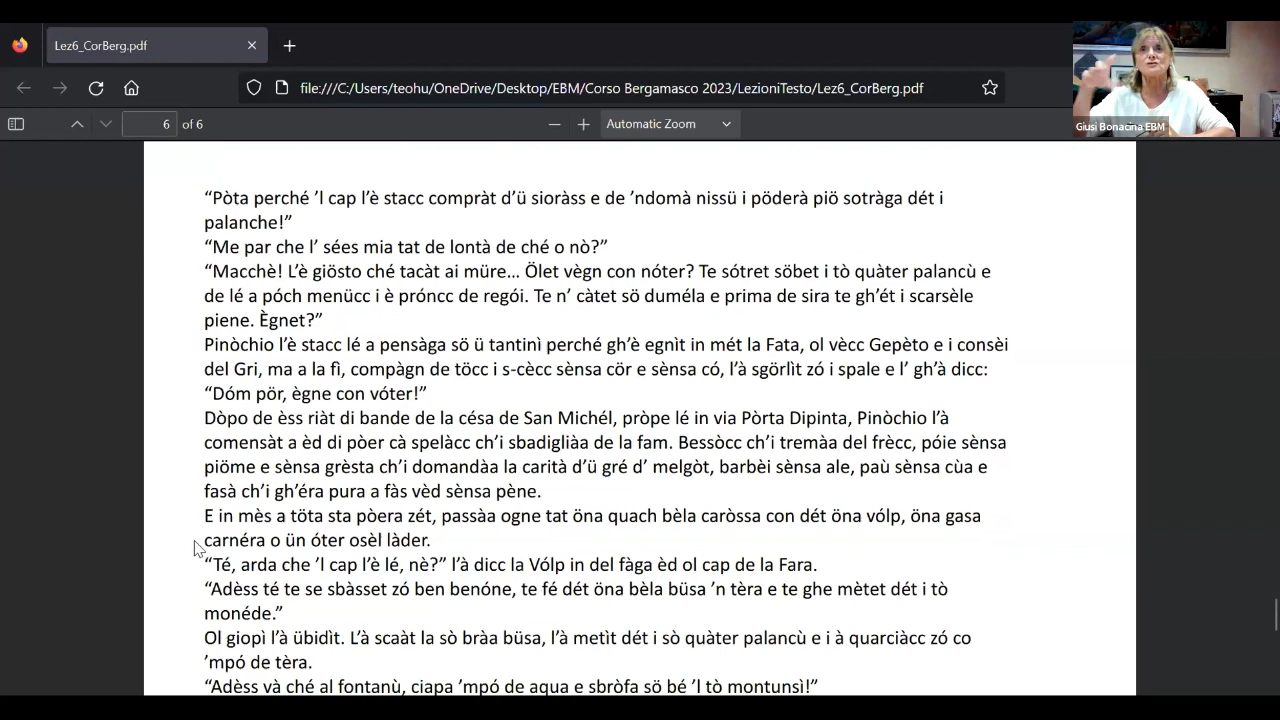 Lez6_CorBerg.pdf
file:///C:/Users/teohu/OneDrive/Desktop/EBM/Corso Bergamasco 2023/LezioniTesto/Lez6_CorBerg.pdf
6 of 6
Automatic Zoom
Giusi Bonacina EBM
“Pòta perché ’l cap l’è stacc compràt d’ü sioràss e de ’ndomà nissü i pöderà piö sotràga dét i
palanche!”
“Me par che l’ sées mia tat de lontà de ché o nò?”
“Macchè! L’è giösto ché tacàt ai müre… Ölet vègn con nóter? Te sótret söbet i tò quàter palancù e
de lé a póch menücc i è próncc de regói. Te n’ càtet sö duméla e prima de sira te gh’ét i scarsèle
piene. Ègnet?”
Pinòchio l’è stacc lé a pensàga sö ü tantinì perché gh’è egnìt in mét la Fata, ol vècc Gepèto e i consèi
del Gri, ma a la fì, compàgn de töcc i s-cècc sènsa cör e sènsa có, l’à sgörlìt zó i spale e l’ gh’à dicc:
“Dóm pör, ègne con vóter!”
Dòpo de èss riàt di bande de la césa de San Michél, pròpe lé in via Pòrta Dipinta, Pinòchio l’à
comensàt a èd di pòer cà spelàcc ch’i sbadigliàa de la fam. Bessòcc ch’i tremàa del frècc, póie sènsa
piöme e sènsa grèsta ch’i domandàa la carità d’ü gré d’ melgòt, barbèi sènsa ale, paù sènsa cùa e
fasà ch’i gh’éra pura a fàs vèd sènsa pène.
E in mès a töta sta pòera zét, passàa ogne tat öna quach bèla caròssa con dét öna vólp, öna gasa
carnéra o ün óter osèl làder.
“Té, arda che ’l cap l’è lé, nè?” l’à dicc la Vólp in del fàga èd ol cap de la Fara.
“Adèss té te se sbàsset zó ben benóne, te fé dét öna bèla büsa ’n tèra e te ghe mètet dét i tò
monéde.”
Ol giopì l’à übidìt. L’à scaàt la sò bràa büsa, l’à metìt dét i sò quàter palancù e i à quarciàcc zó co
’mpó de tèra.
“Adèss và ché al fontanù, ciapa ’mpó de aqua e sbròfa sö bé ’l tò montunsì!”